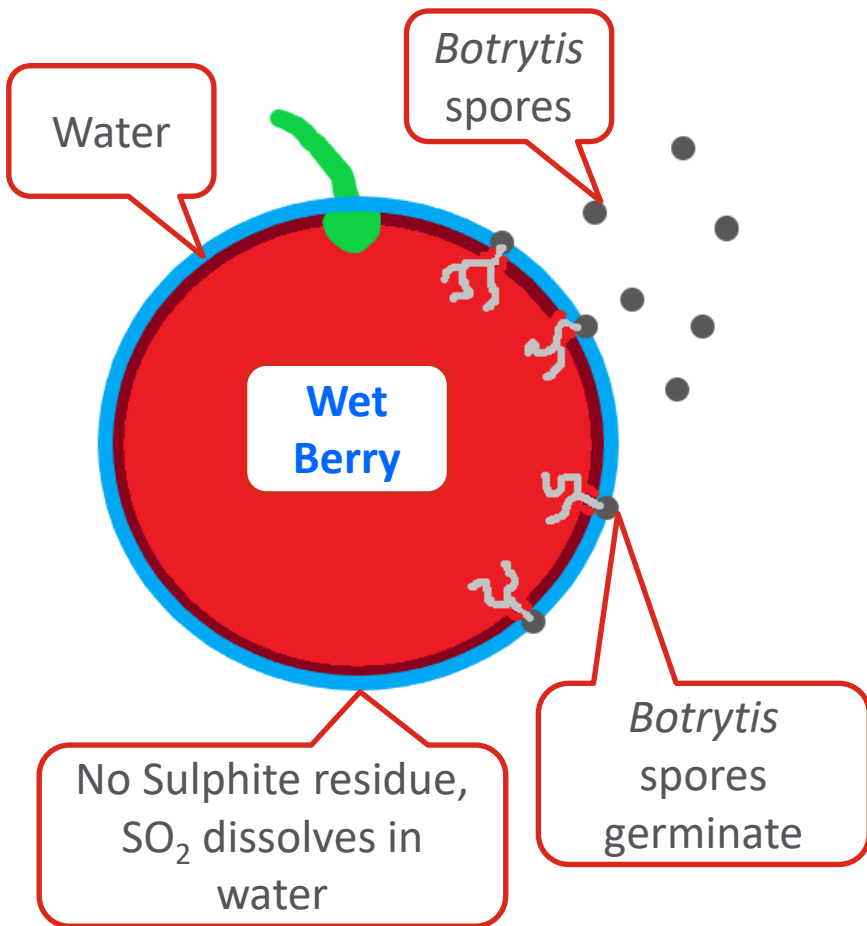 Botrytis
spores
Water
Wet
Berry
Botrytis
spores
germinate
No Sulphite residue,
SO₂ dissolves in
water